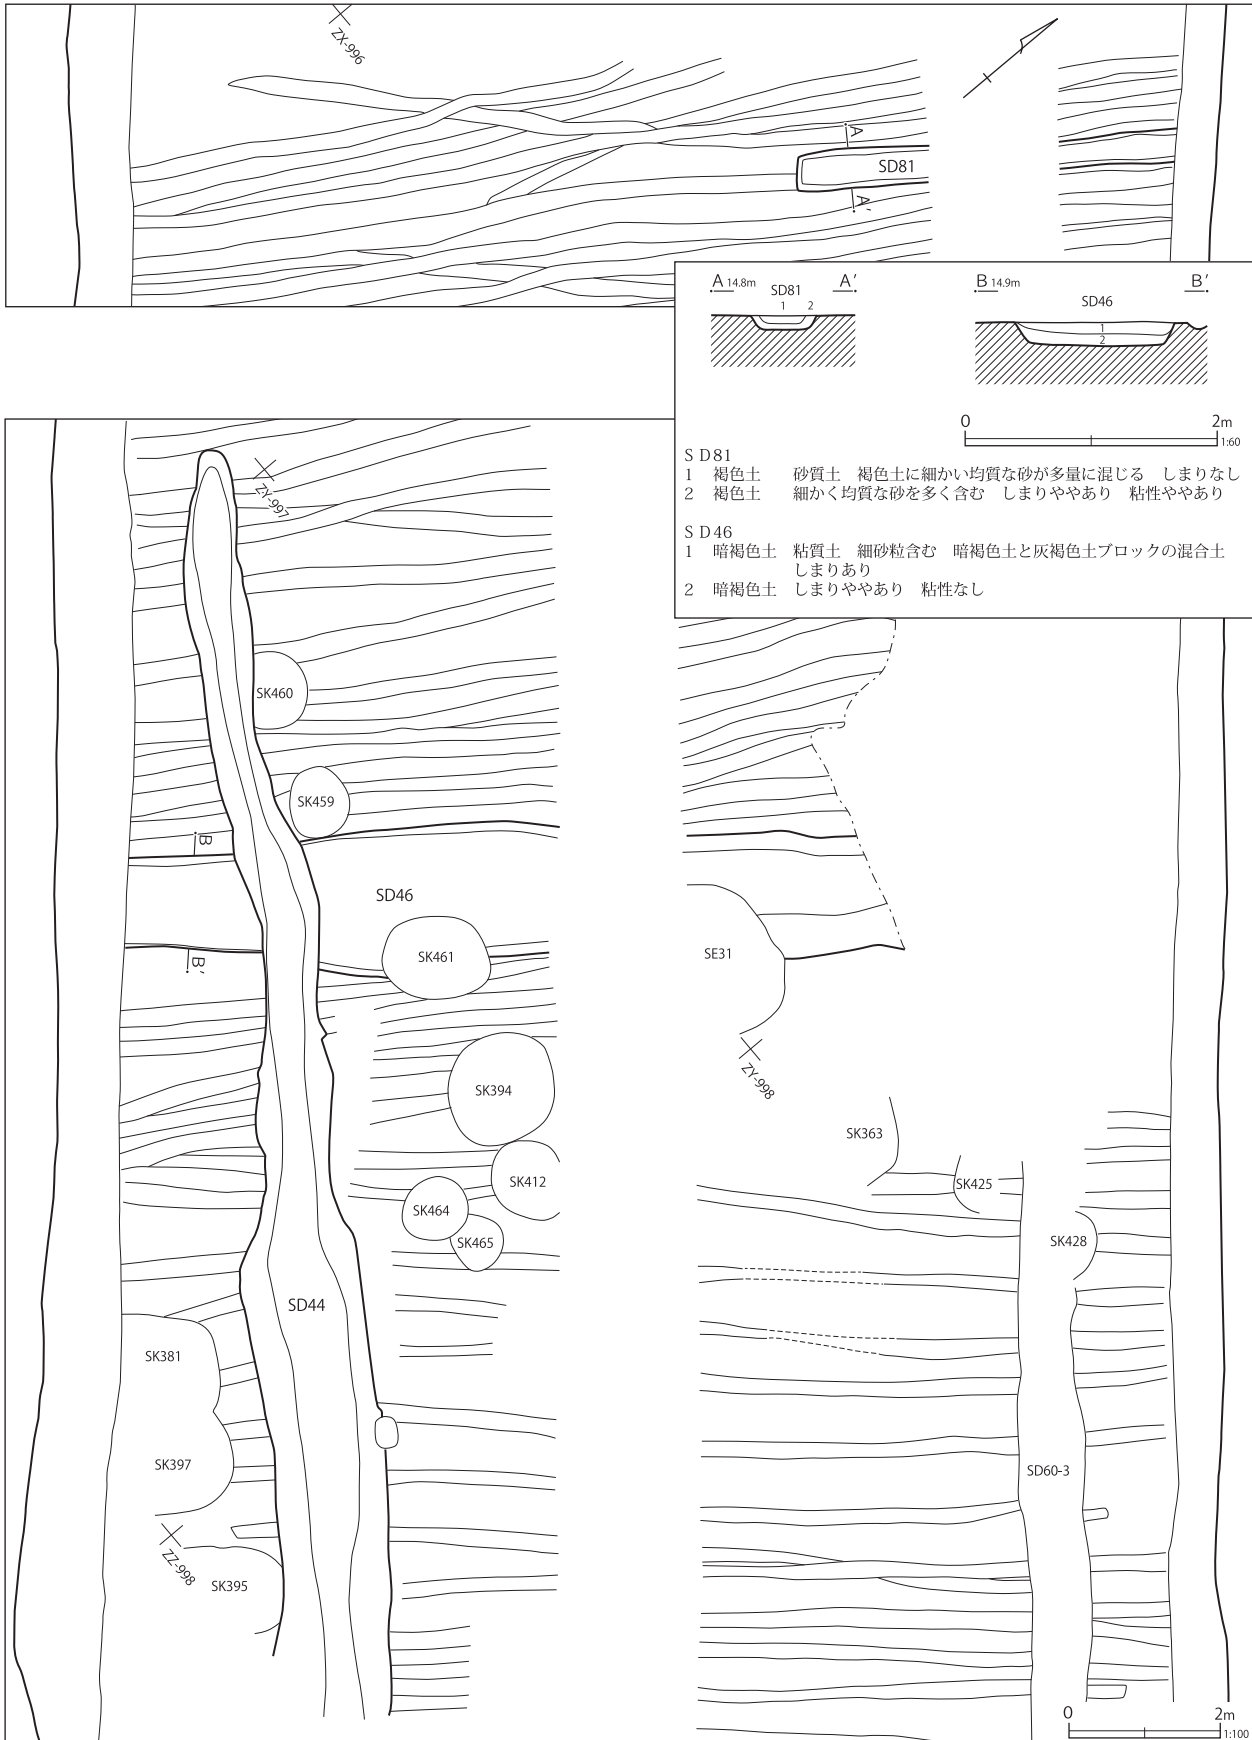 ZX-996
A
SD81
A′
A 14.8m A′
SD81
1 2
B 14.9m B′
SD46
1
2
0 2m
1:60
SD81
1 褐色土 砂質土 褐色土に細かい均質な砂が多量に混じる しまりなし
2 褐色土 細かく均質な砂を多く含む しまりややあり 粘性ややあり
SD46
1 暗褐色土 粘質土 細砂粒含む 暗褐色土と灰褐色土ブロックの混合土
しまりあり
2 暗褐色土 しまりややあり 粘性なし
ZY-997
SK460
SK459
B
SD46
SK461
SE31
B′
ZY-998
SK394
SK363
SK412
SK425
SK464
SK465
SK428
SD44
SK381
SK397
SD60-3
ZZ-998
SK395
0 2m
1:100